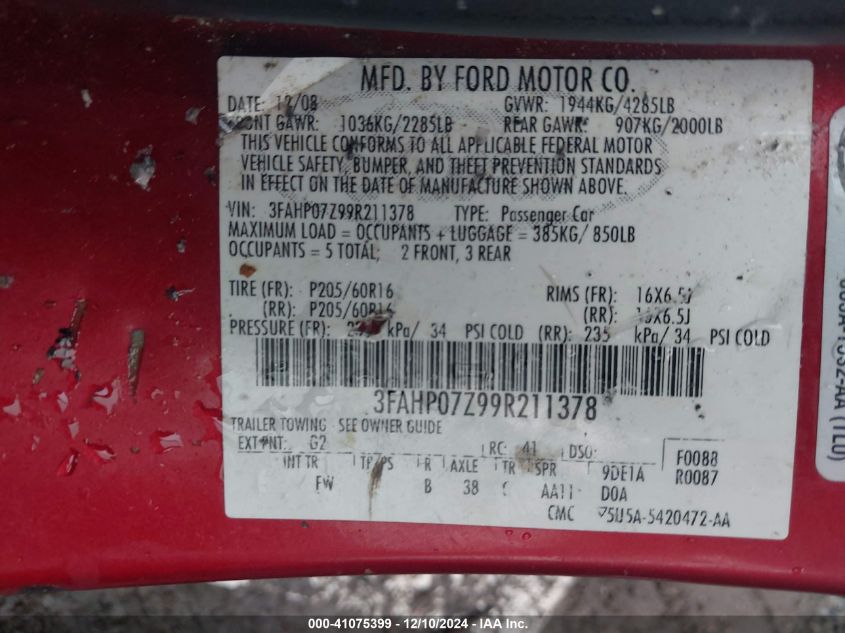 MFD. BY FORD MOTOR CO.
DATE: 12/08 GVWR: 1944KG/4285LB
FRONT GAWR: 1036KG/2285LB REAR GAWR: 907KG/2000LB
THIS VEHICLE CONFORMS TO ALL APPLICABLE FEDERAL MOTOR
VEHICLE SAFETY, BUMPER, AND THEFT PREVENTION STANDARDS
IN EFFECT ON THE DATE OF MANUFACTURE SHOWN ABOVE.
VIN: 3FAHP07Z99R211378 TYPE: Passenger Car
MAXIMUM LOAD = OCCUPANTS + LUGGAGE = 385KG/ 850LB
OCCUPANTS = 5 TOTAL; 2 FRONT, 3 REAR
TIRE (FR): P205/60R16 RIMS (FR): 16X6.5J
(RR): P205/60R16 (RR): 16X6.5J
PRESSURE (FR): kPa/ 34 PSI COLD (RR): 235 kPa/ 34 PSI COLD
3FAHP07Z99R211378
TRAILER TOWING - SEE OWNER GUIDE
EXT PNT: G2 RC: 41 DSO: F0088
INT TR TP/PS R AXLE TR SPR 9DE1A R0087
FW B 38 AA11 D0A
CMC 5U5A-5420472-AA
000-41075399 - 12/10/2024 - IAA Inc.